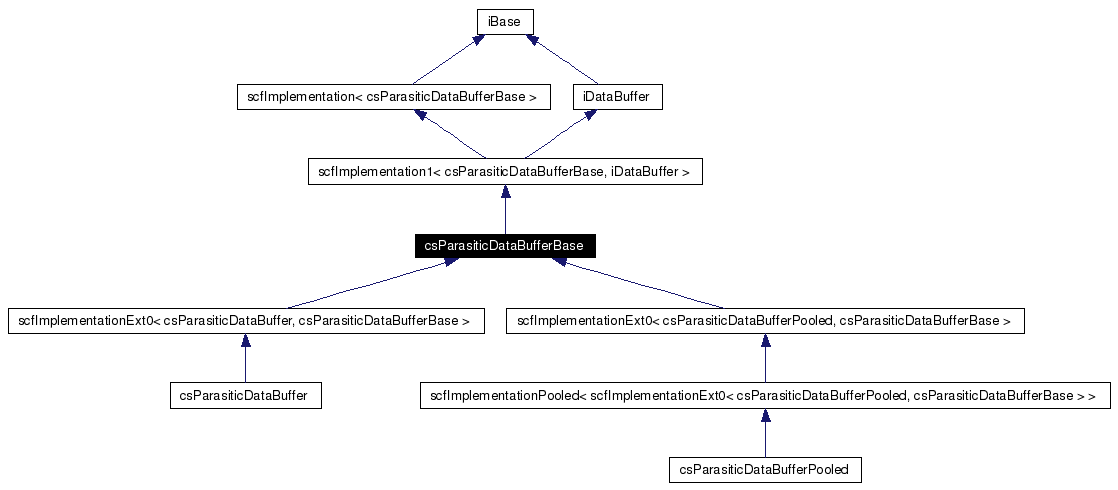 iBase
scfImplementation< csParasiticDataBufferBase >
iDataBuffer
scfImplementation1< csParasiticDataBufferBase, iDataBuffer >
csParasiticDataBufferBase
scfImplementationExt0< csParasiticDataBuffer, csParasiticDataBufferBase >
scfImplementationExt0< csParasiticDataBufferPooled, csParasiticDataBufferBase >
csParasiticDataBuffer
scfImplementationPooled< scfImplementationExt0< csParasiticDataBufferPooled, csParasiticDataBufferBase > >
csParasiticDataBufferPooled